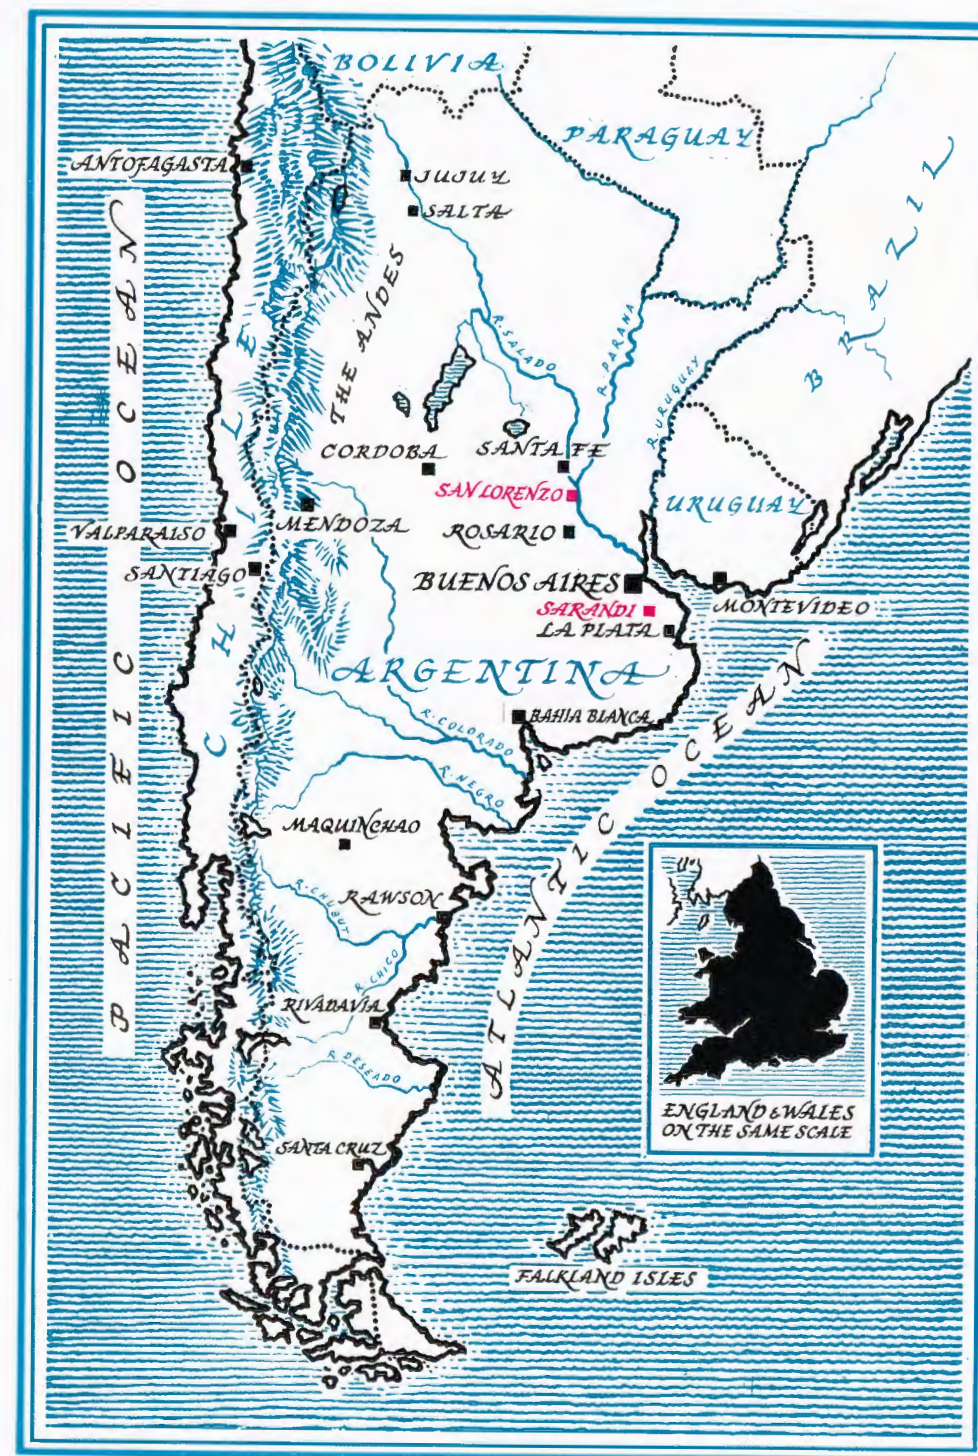 BOLIVIA
PARAGUAY
ANTOFAGASTA
JUJUY
SALTA
BRAZIL
PACIFIC OCEAN
CHILE
THE ANDES
R. SALADO
R. PARANA
R. URUGUAY
CORDOBA
SANTA FE
SAN LORENZO
URUGUAY
MENDOZA
VALPARAISO
ROSARIO
SANTIAGO
BUENOS AIRES
MONTEVIDEO
SARANDI
LA PLATA
ARGENTINA
BAHIA BLANCA
R. COLORADO
R. NEGRO
ATLANTIC OCEAN
MAQUINCHAO
R. CHUBUT
RAWSON
R. CHICO
RIVADAVIA
R. DESEADO
ENGLAND & WALES
ON THE SAME SCALE
SANTA CRUZ
FALKLAND ISLES